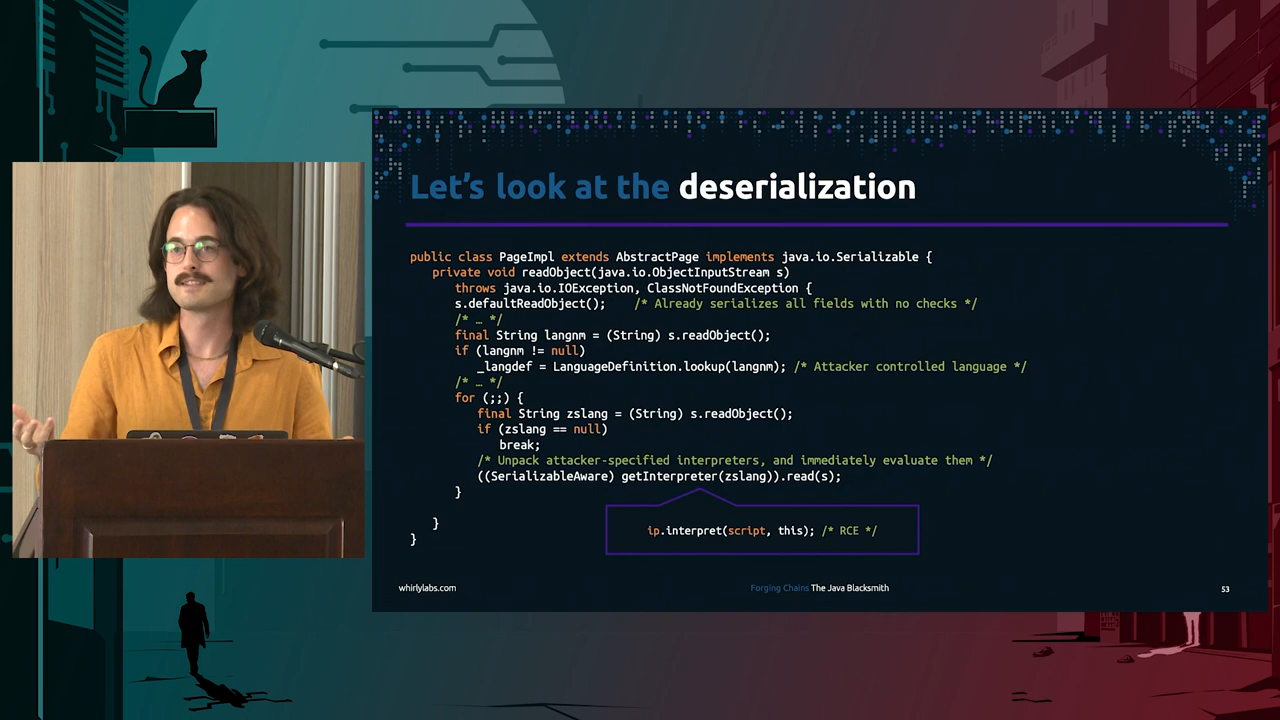 Let's look at the deserialization
public class PageImpl extends AbstractPage implements java.io.Serializable {
private void readObject(java.io.ObjectInputStream s)
throws java.io.IOException, ClassNotFoundException {
s.defaultReadObject(); /* Already serializes all fields with no checks */
/* … */
final String langnm = (String) s.readObject();
if (langnm != null)
_langdef = LanguageDefinition.lookup(langnm); /* Attacker controlled language */
/* … */
for (;;) {
final String zslang = (String) s.readObject();
if (zslang == null)
break;
/* Unpack attacker-specified interpreters, and immediately evaluate them */
((SerializableAware) getInterpreter(zslang)).read(s);
}
ip.interpret(script, this); /* RCE */
}
}
whirlylabs.com
Forging Chains The Java Blacksmith
53